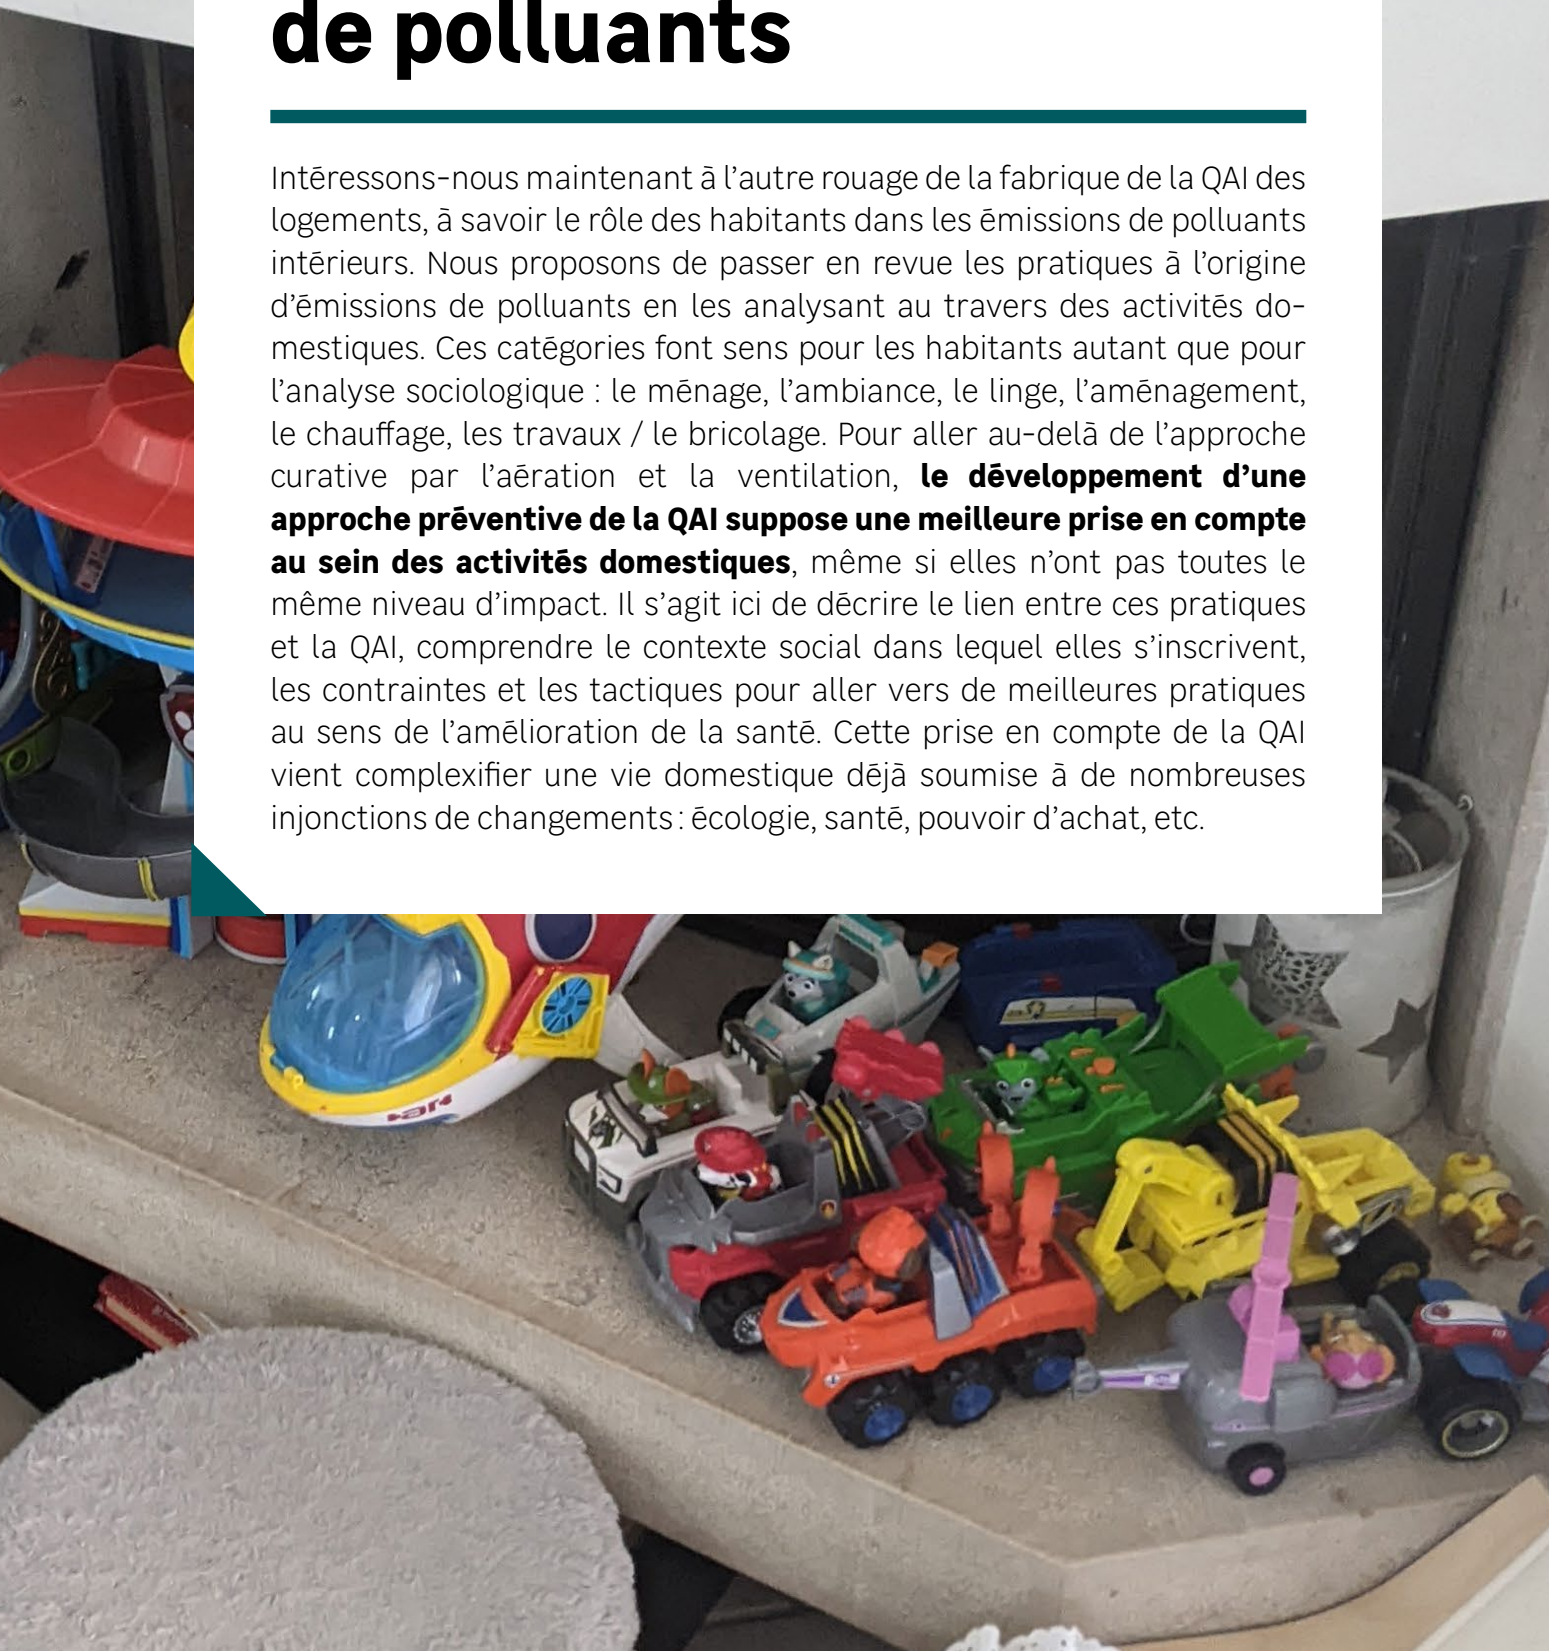 de polluants
Intéressons-nous maintenant à l’autre rouage de la fabrique de la QAI des
logements, à savoir le rôle des habitants dans les émissions de polluants
intérieurs. Nous proposons de passer en revue les pratiques à l’origine
d’émissions de polluants en les analysant au travers des activités do-
mestiques. Ces catégories font sens pour les habitants autant que pour
l’analyse sociologique : le ménage, l’ambiance, le linge, l’aménagement,
le chauffage, les travaux / le bricolage. Pour aller au-delà de l’approche
curative par l’aération et la ventilation, le développement d’une
approche préventive de la QAI suppose une meilleure prise en compte
au sein des activités domestiques, même si elles n’ont pas toutes le
même niveau d’impact. Il s’agit ici de décrire le lien entre ces pratiques
et la QAI, comprendre le contexte social dans lequel elles s’inscrivent,
les contraintes et les tactiques pour aller vers de meilleures pratiques
au sens de l’amélioration de la santé. Cette prise en compte de la QAI
vient complexifier une vie domestique déjà soumise à de nombreuses
injonctions de changements : écologie, santé, pouvoir d’achat, etc.